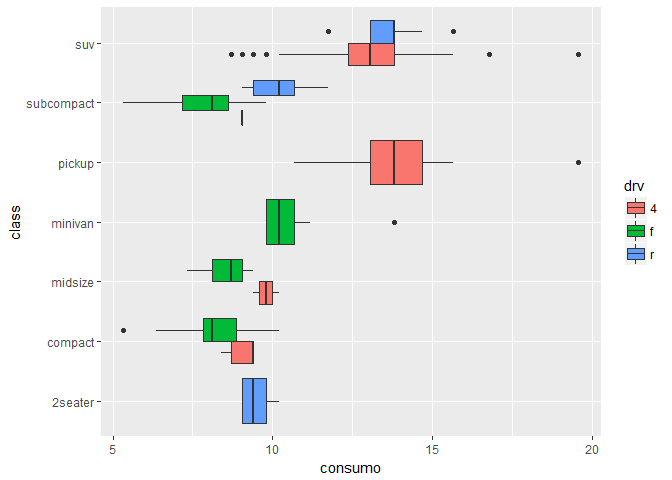 suv
subcompact
pickup
minivan
midsize
compact
2seater
class
5 10 15 20
consumo
drv
4
f
r